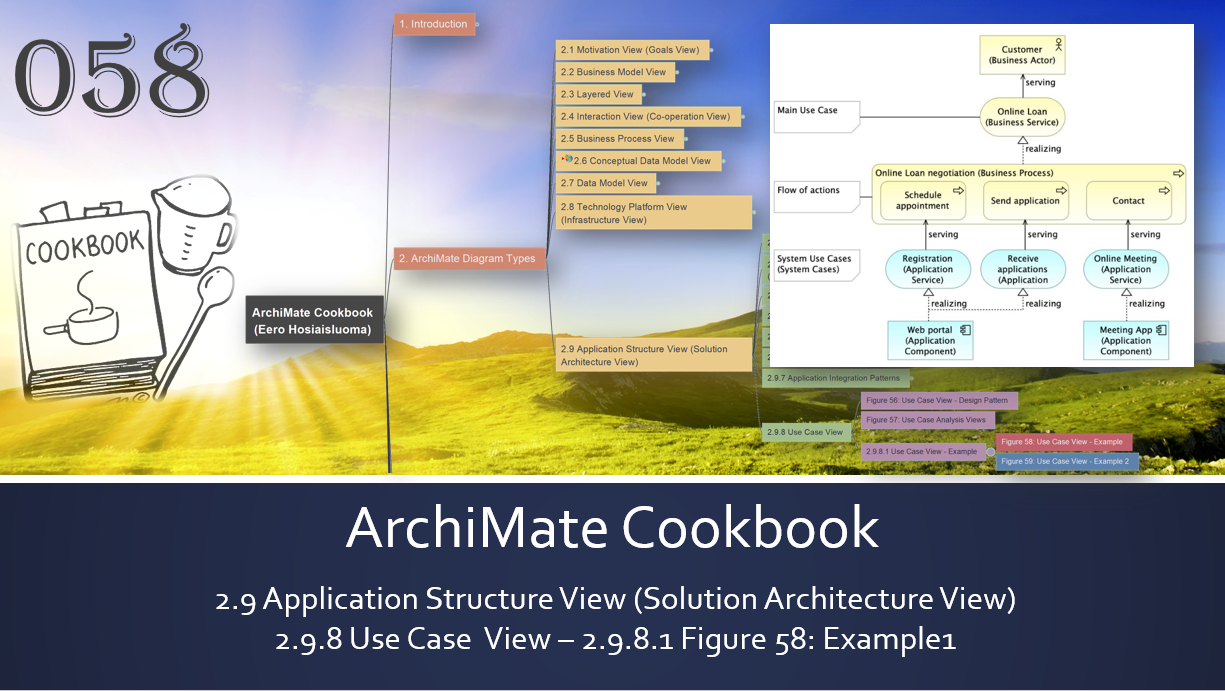 058
COOKBOOK
ArchiMate Cookbook
(Eero Hosiaisluoma)
1. Introduction
2. ArchiMate Diagram Types
2.1 Motivation View (Goals View)
2.2 Business Model View
2.3 Layered View
2.4 Interaction View (Co-operation View)
2.5 Business Process View
2.6 Conceptual Data Model View
2.7 Data Model View
2.8 Technology Platform View
(Infrastructure View)
2.9 Application Structure View (Solution
Architecture View)
2.9.7 Application Integration Patterns
2.9.8 Use Case View
Figure 56: Use Case View - Design Pattern
Figure 57: Use Case Analysis Views
2.9.8.1 Use Case View - Example
Figure 58: Use Case View - Example
Figure 59: Use Case View - Example 2
Customer
(Business Actor)
serving
Main Use Case
Online Loan
(Business Service)
realizing
Online Loan negotiation (Business Process)
Flow of actions
Schedule
appointment
Send application
Contact
serving
serving
serving
System Use Cases
(System Cases)
Registration
(Application
Service)
Receive
applications
(Application
Online Meeting
(Application
Service)
realizing
realizing
realizing
Web portal
(Application
Component)
Meeting App
(Application
Component)
ArchiMate Cookbook
2.9 Application Structure View (Solution Architecture View)
2.9.8 Use Case View – 2.9.8.1 Figure 58: Example1